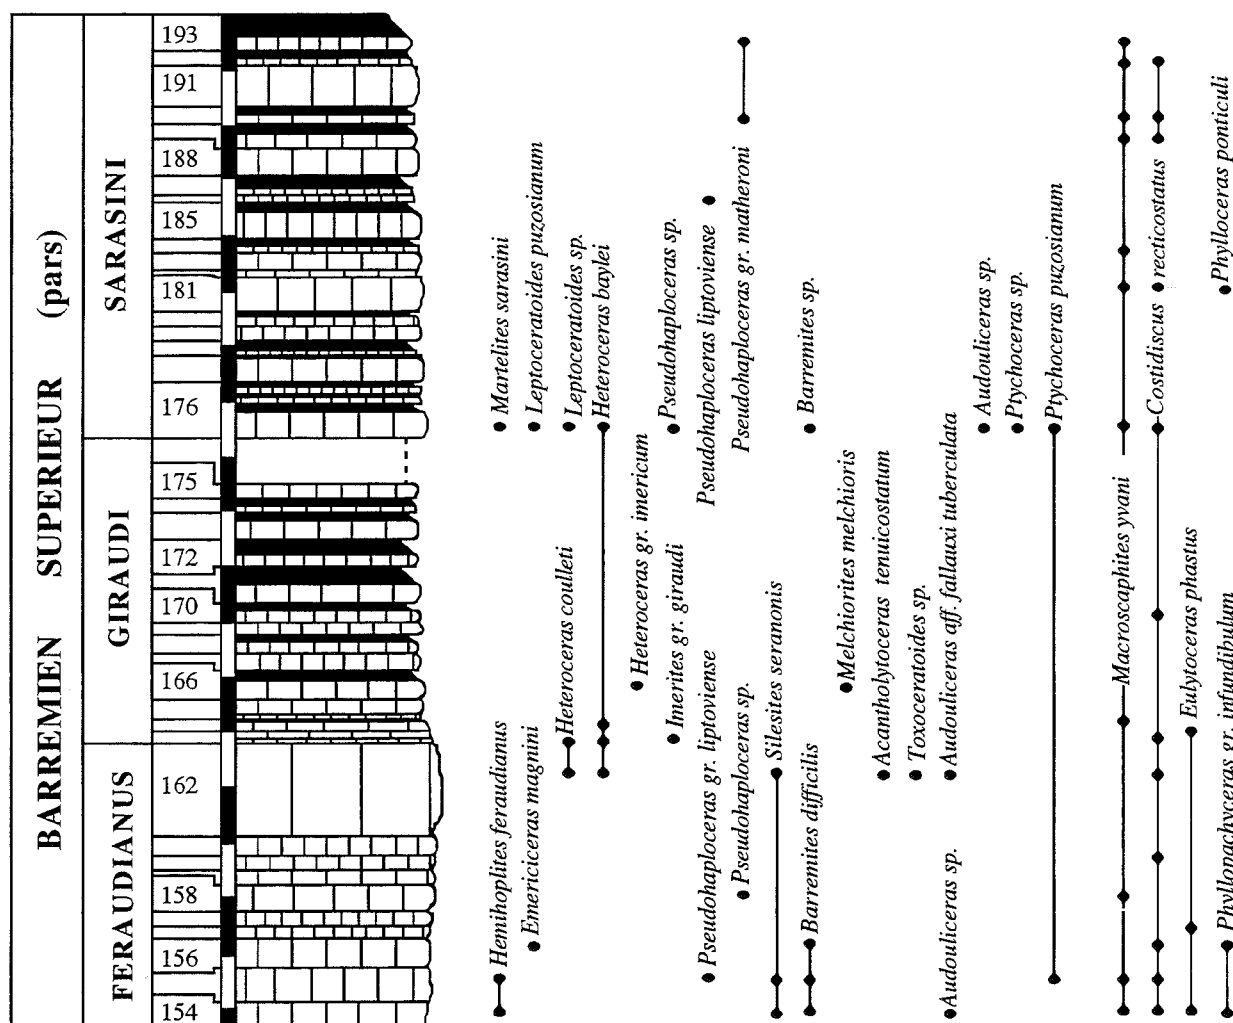 BARREMIEN SUPERIEUR (pars)
SARASINI
GIRAUDI
FERAUDIANUS
193
191
188
185
181
176
175
172
170
166
162
158
156
154
Hemihoplites feraudianus
Martelites sarasini
Emericiceras magnini
Leptoceratoides puzosianum
Heteroceras coulleti
Leptoceratoides sp.
Heteroceras baylei
Heteroceras gr. imericum
Imerites gr. giraudi
Pseudohaploceras sp.
Pseudohaploceras gr. liptoviense
Pseudohaploceras liptoviense
Pseudohaploceras sp.
Pseudohaploceras gr. matheroni
Silesites seranonis
Barremites difficilis
Barremites sp.
Melchiorites melchioris
Acantholytoceras tenuicostatum
Toxoceratoides sp.
Audouliceras sp.
Audouliceras aff. fallauxi tuberculata
Audouliceras sp.
Ptychoceras sp.
Ptychoceras puzosianum
Macroscaphites yvani
Costidiscus recticostatus
Eulytoceras phastus
Phyllopachyceras gr. infundibulum
Phylloceras ponticuli